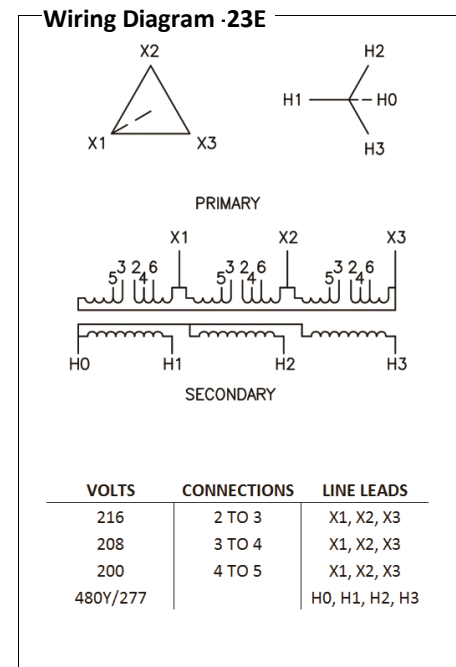 Wiring Diagram -23E
X2
H2
H1
H0
X1
X3
H3
PRIMARY
X1 X2 X3
5 3 2 4 6 5 3 2 4 6 5 3 2 4 6
H0 H1 H2 H3
SECONDARY
VOLTS CONNECTIONS LINE LEADS
216 2 TO 3 X1, X2, X3
208 3 TO 4 X1, X2, X3
200 4 TO 5 X1, X2, X3
480Y/277 H0, H1, H2, H3